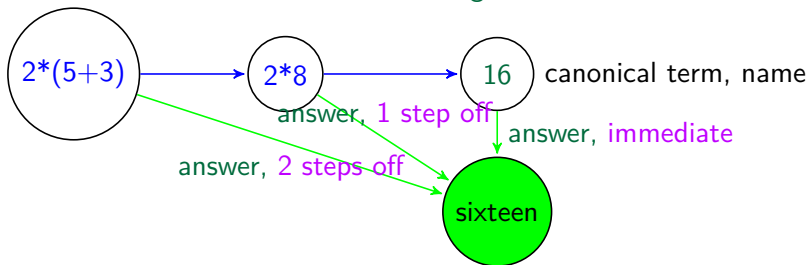 2*(5+3) 2*8 16 canonical term, name
answer, 1 step off
answer, immediate
answer, 2 steps off
sixteen